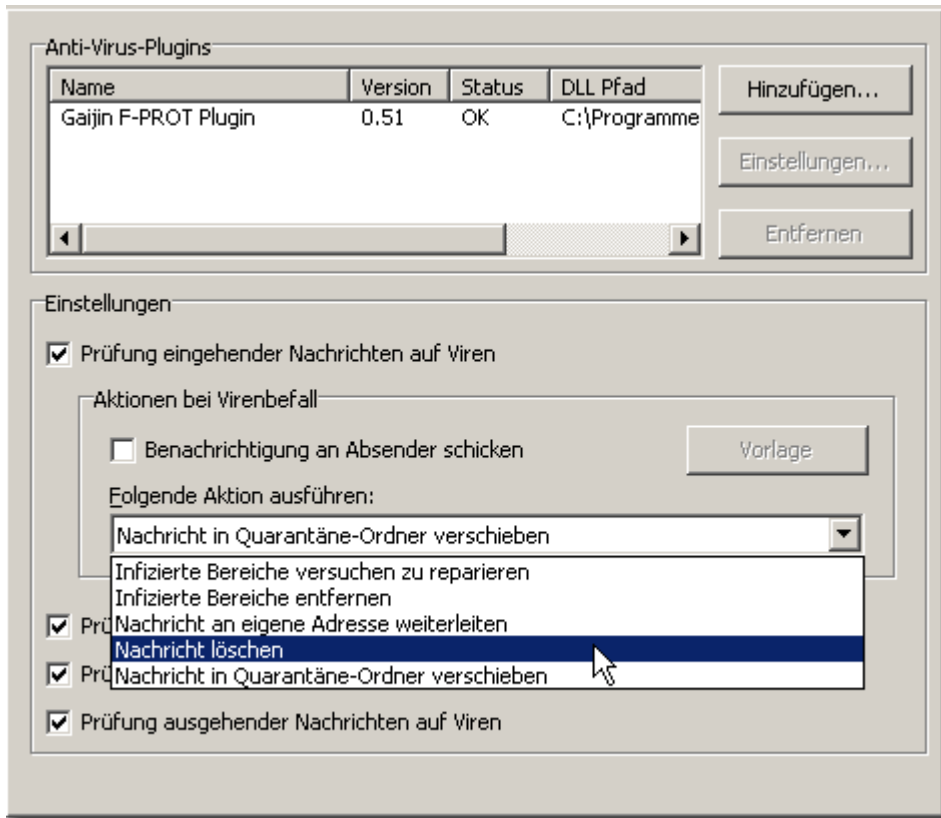 Anti-Virus-Plugins
Name Version Status DLL Pfad
Gaijin F-PROT Plugin 0.51 OK C:\Programme
Hinzufügen...
Einstellungen...
Entfernen
Einstellungen
Prüfung eingehender Nachrichten auf Viren
Aktionen bei Virenbefall
Benachrichtigung an Absender schicken
Vorlage
Folgende Aktion ausführen:
Nachricht in Quarantäne-Ordner verschieben
Infizierte Bereiche versuchen zu reparieren
Infizierte Bereiche entfernen
Nachricht an eigene Adresse weiterleiten
Nachricht löschen
Nachricht in Quarantäne-Ordner verschieben
Prüfung ausgehender Nachrichten auf Viren